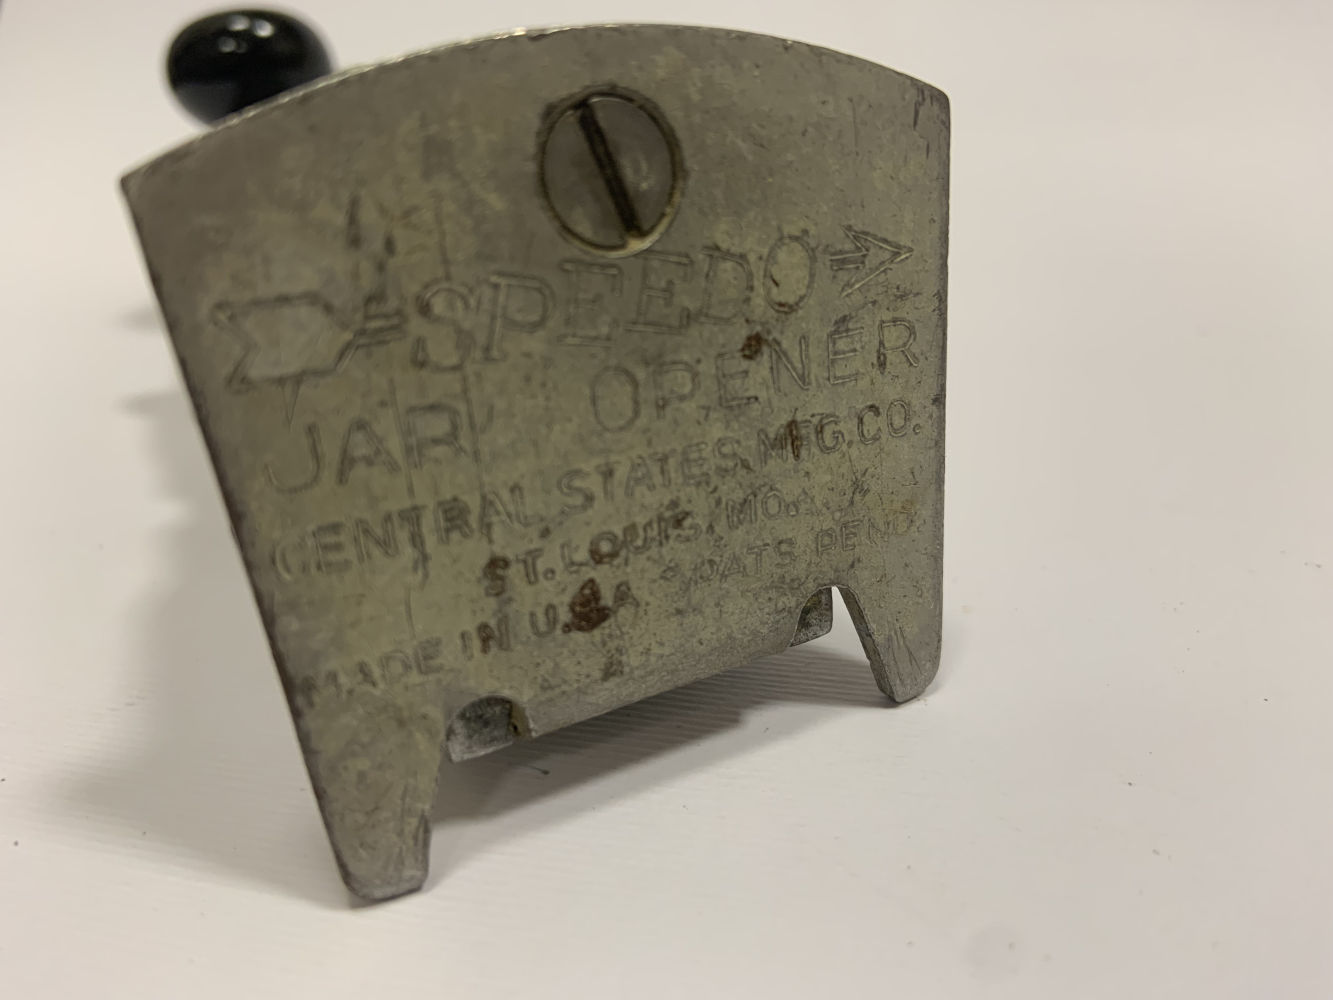 SPEEDO
JAR OPENER
CENTRAL STATES MFG. CO.
ST. LOUIS, MO.
MADE IN U.S.A. PATS PEND.